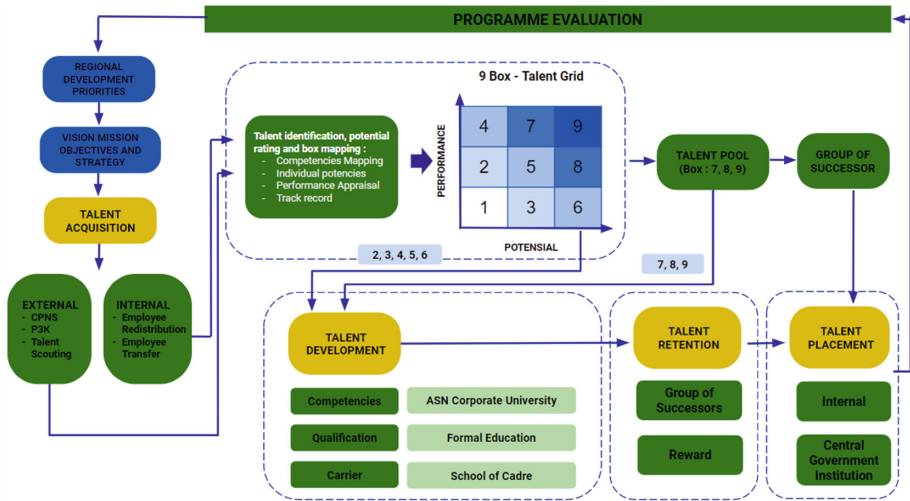 PROGRAMME EVALUATION
REGIONAL
DEVELOPMENT
PRIORITIES
VISION MISSION
OBJECTIVES AND
STRATEGY
TALENT
ACQUISITION
EXTERNAL
- CPNS
- P3K
- Talent
Scouting
INTERNAL
- Employee
Redistribution
- Employee
Transfer
Talent identification, potential
rating and box mapping :
- Competencies Mapping
- Individual potencies
- Performance Appraisal
- Track record
9 Box - Talent Grid
PERFORMANCE
4 7 9
2 5 8
1 3 6
POTENSIAL
TALENT POOL
(Box : 7, 8, 9)
GROUP OF
SUCCESSOR
2, 3, 4, 5, 6
7, 8, 9
TALENT
DEVELOPMENT
Competencies
ASN Corporate University
Qualification
Formal Education
Carrier
School of Cadre
TALENT
RETENTION
Group of
Successors
Reward
TALENT
PLACEMENT
Internal
Central
Government
Institution